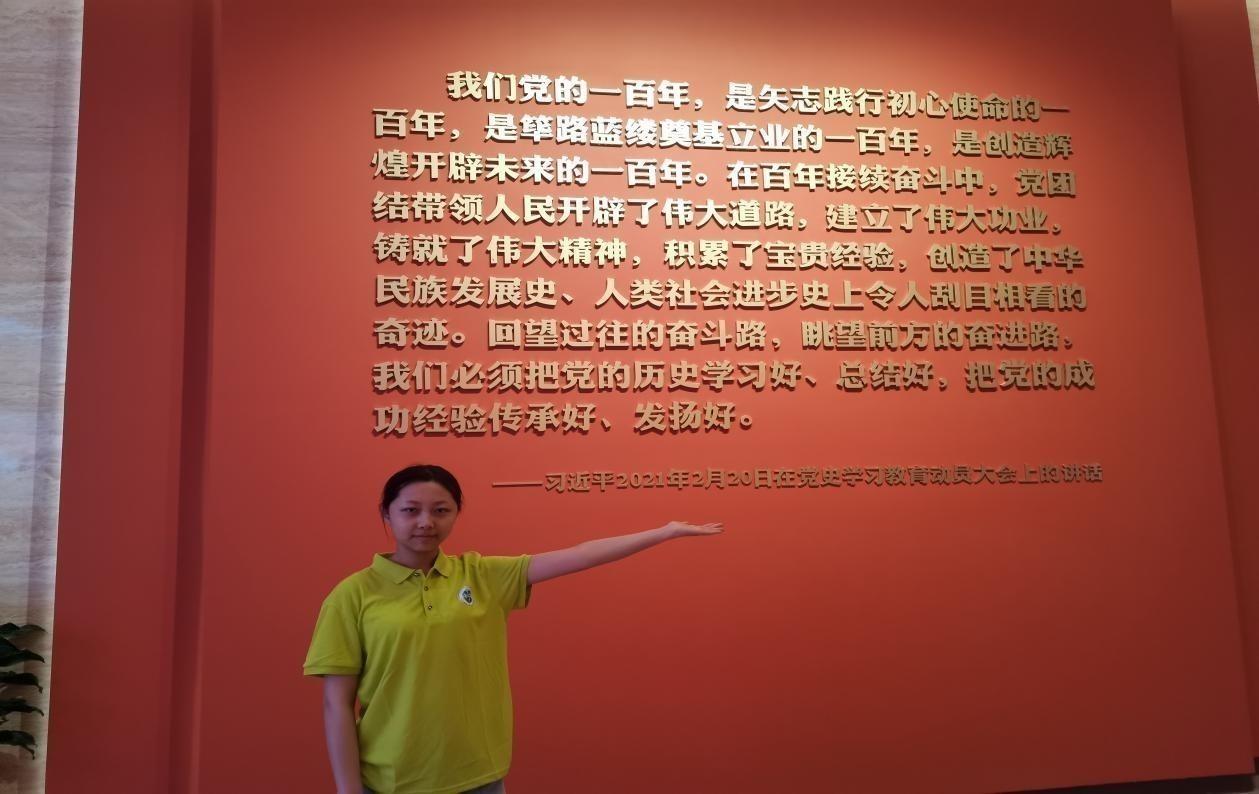 我们党的一百年，是矢志践行初心使命的一
百年，是筚路蓝缕奠基立业的一百年，是创造辉
煌开辟未来的一百年。在百年接续奋斗中，党团
结带领人民开辟了伟大道路，建立了伟大功业，
铸就了伟大精神，积累了宝贵经验，创造了中华
民族发展史、人类社会进步史上令人刮目相看的
奇迹。回望过往的奋斗路，眺望前方的奋进路，
我们必须把党的历史学习好、总结好，把党的成
功经验传承好、发扬好。
——习近平2021年2月20日在党史学习教育动员大会上的讲话